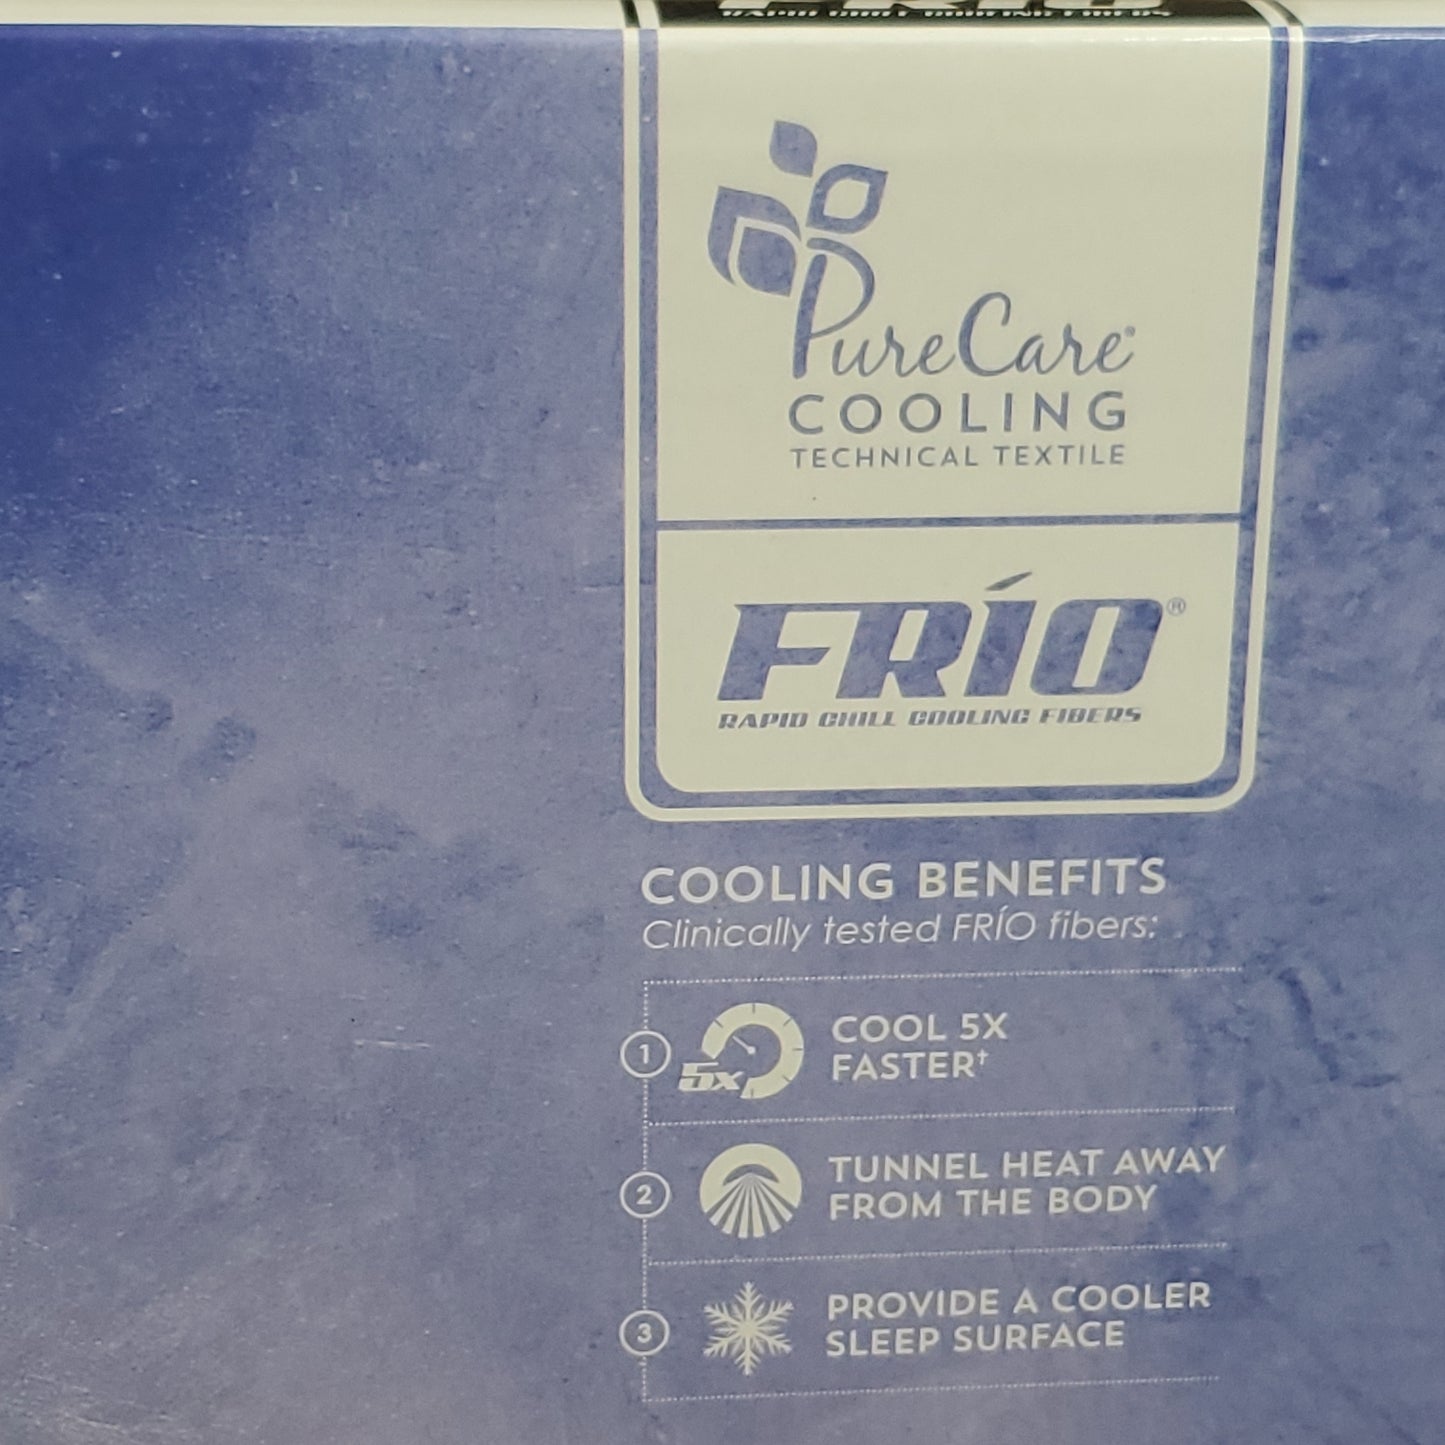 PureCare®
COOLING
TECHNICAL TEXTILE
FRÍO®
RAPID CHILL COOLING FIBERS
COOLING BENEFITS
Clinically tested FRÍO fibers:
1
5x
COOL 5X
FASTER†
2
TUNNEL HEAT AWAY
FROM THE BODY
3
PROVIDE A COOLER
SLEEP SURFACE